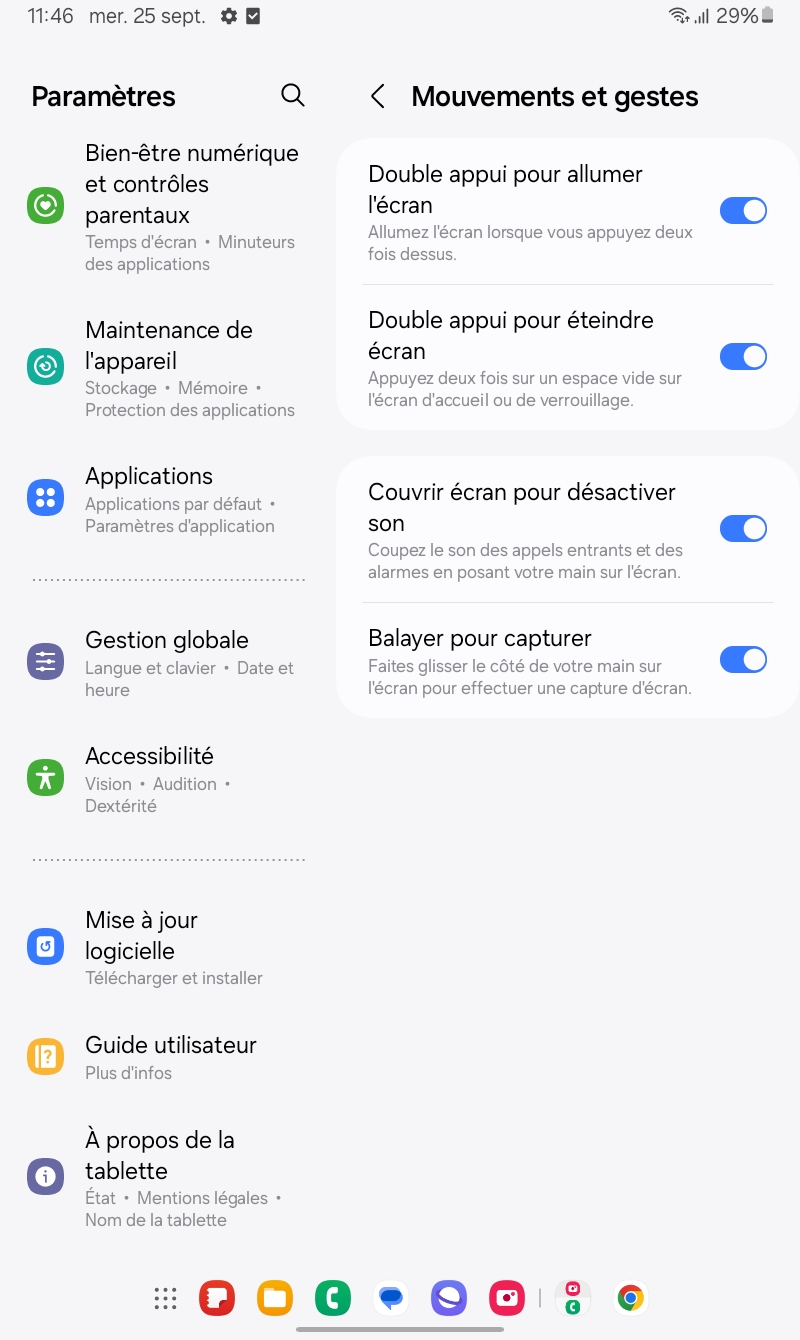 11:46 mer. 25 sept.
29%
Paramètres
Bien-être numérique
et contrôles
parentaux
Temps d'écran • Minuteurs
des applications
Maintenance de
l'appareil
Stockage • Mémoire •
Protection des applications
Applications
Applications par défaut •
Paramètres d'application
Gestion globale
Langue et clavier • Date et
heure
Accessibilité
Vision • Audition •
Dextérité
Mise à jour
logicielle
Télécharger et installer
Guide utilisateur
Plus d'infos
À propos de la
tablette
État • Mentions légales •
Nom de la tablette
Mouvements et gestes
Double appui pour allumer
l'écran
Allumez l'écran lorsque vous appuyez deux
fois dessus.
Double appui pour éteindre
écran
Appuyez deux fois sur un espace vide sur
l'écran d'accueil ou de verrouillage.
Couvrir écran pour désactiver
son
Coupez le son des appels entrants et des
alarmes en posant votre main sur l'écran.
Balayer pour capturer
Faites glisser le côté de votre main sur
l'écran pour effectuer une capture d'écran.